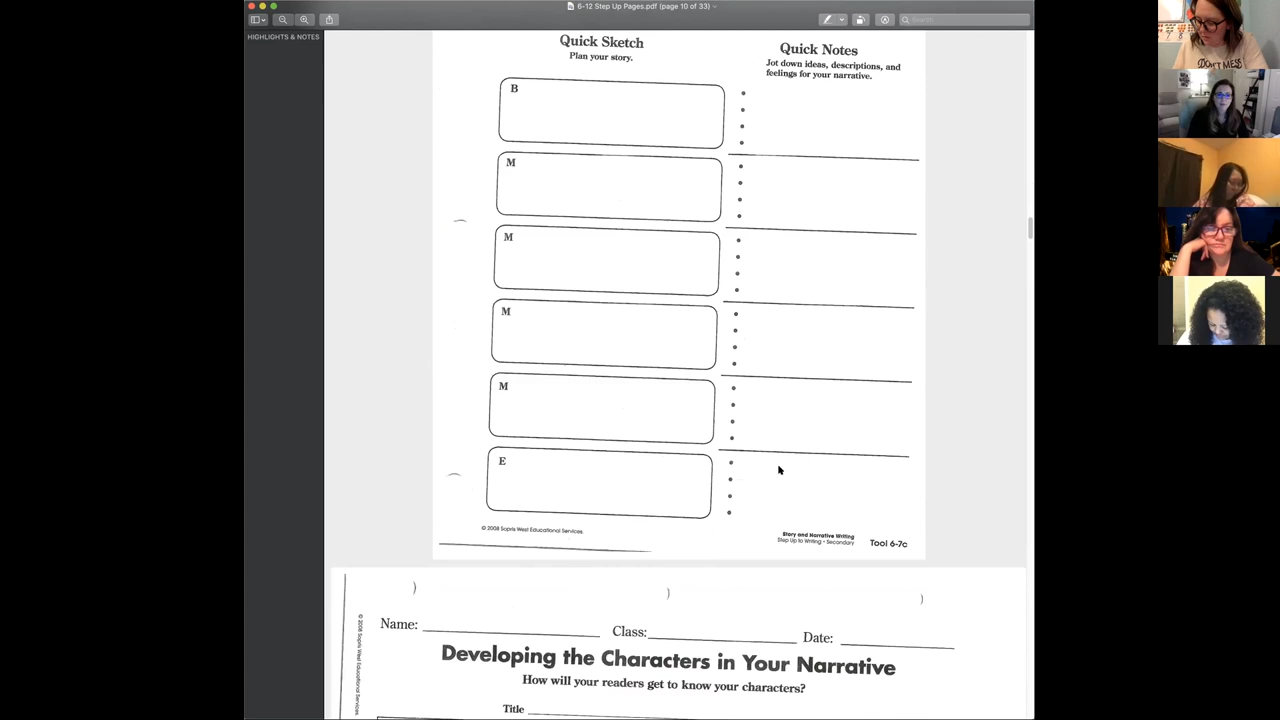 6-12 Step Up Pages.pdf (page 10 of 33)
Search
HIGHLIGHTS & NOTES
Quick Sketch
Plan your story.
Quick Notes
Jot down ideas, descriptions, and
feelings for your narrative.
B
M
M
M
M
E
© 2008 Sopris West Educational Services.
Story and Narrative Writing
Step Up to Writing • Secondary
Tool 6-7c
© 2008 Sopris West Educational Services.
Name:
Class:
Date:
Developing the Characters in Your Narrative
How will your readers get to know your characters?
Title
DON'T MESS